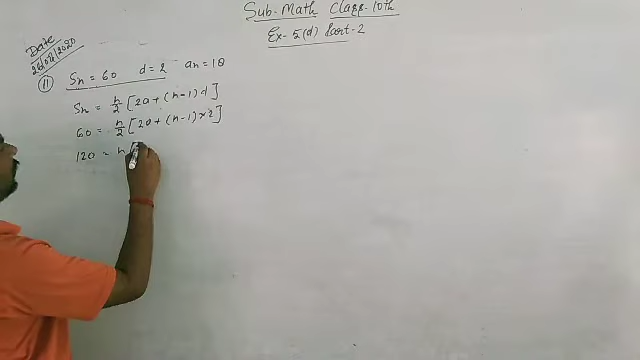 Sub-Math Class-10th
Ex-5(d) Part-2
Date
26/08/2020
11 Sn = 60 d = 2 an = 18
Sn = n/2 [2a + (n-1) d]
60 = n/2 [2a + (n-1) × 2]
120 = n [